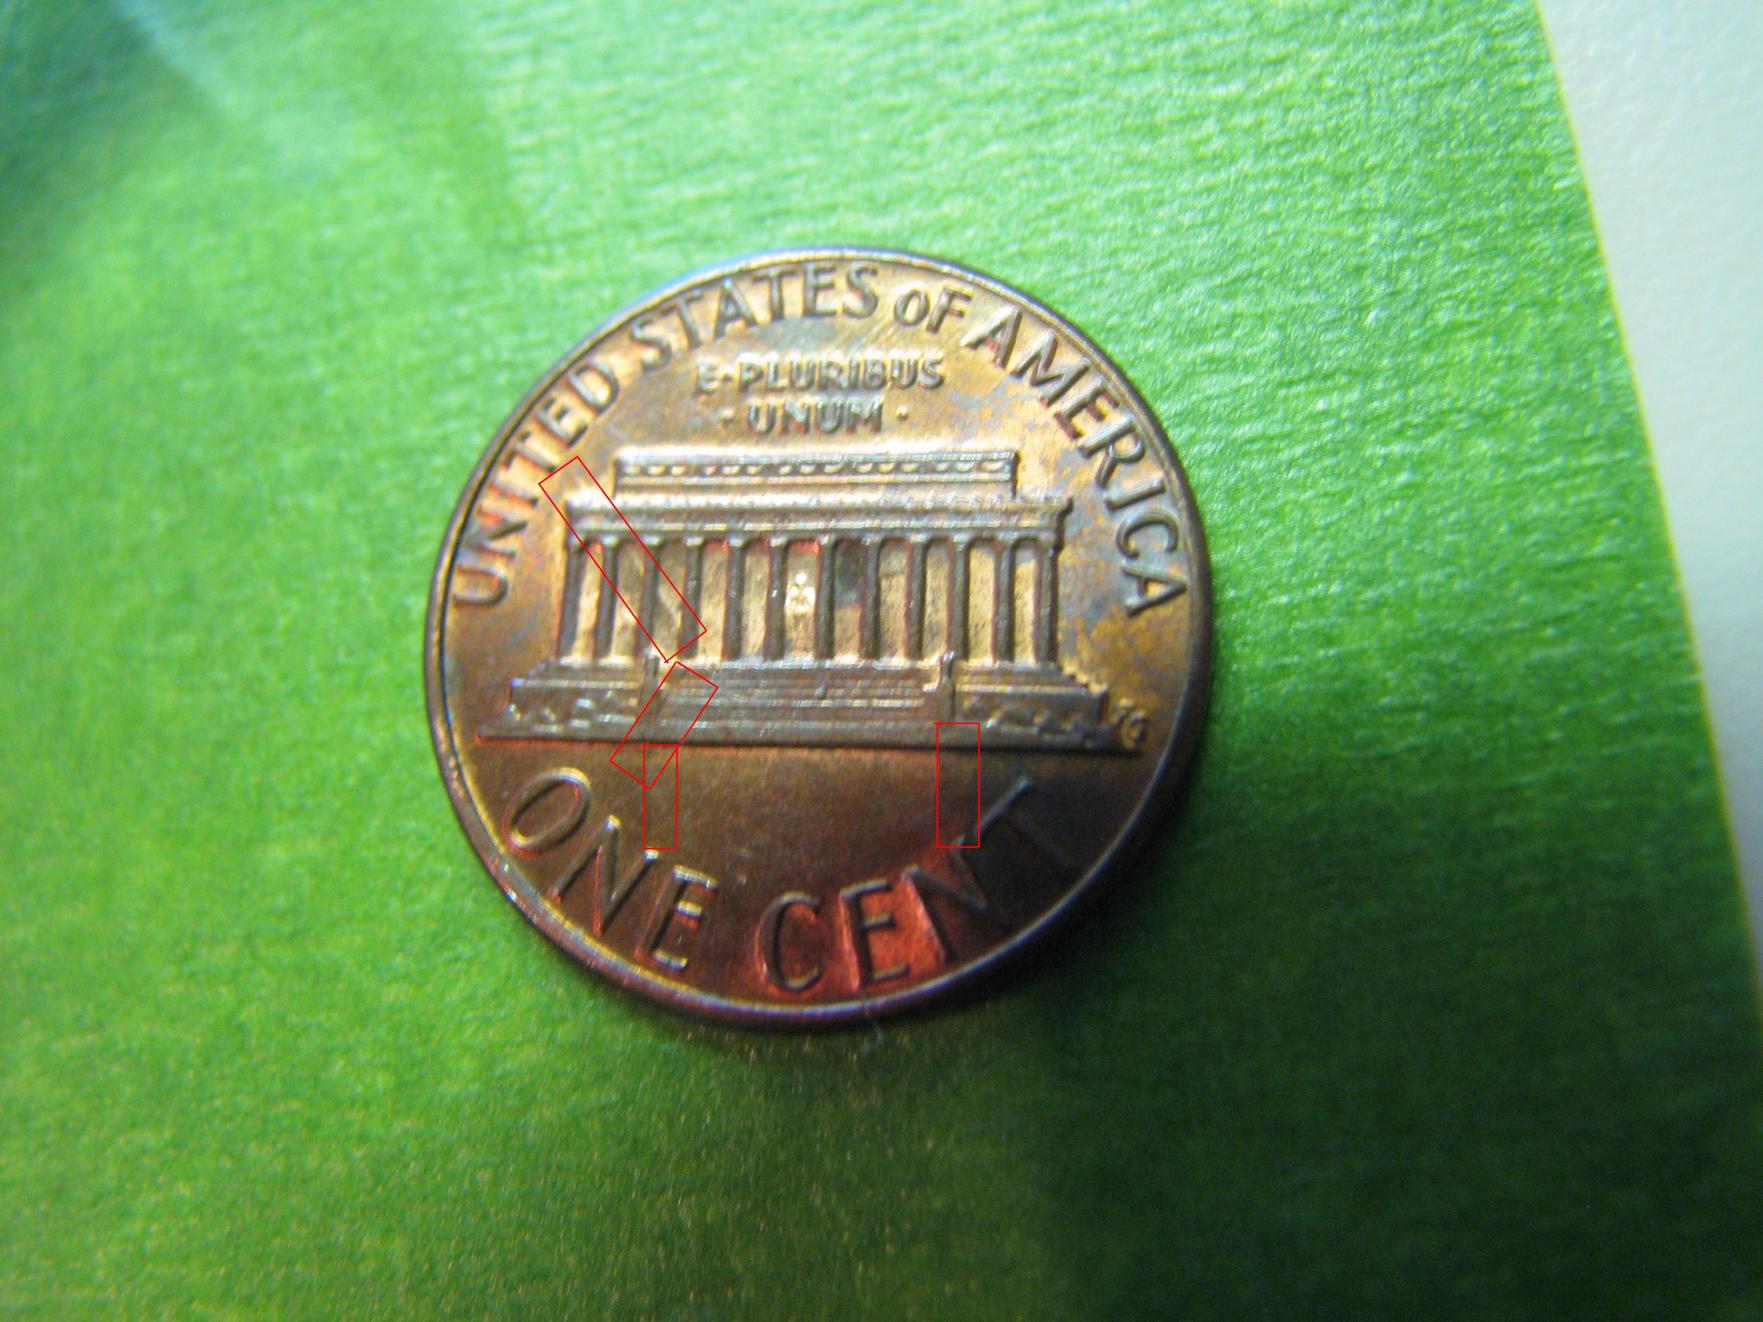 UNITED STATES OF AMERICA
E·PLURIBUS
·UNUM·
ONE CENT